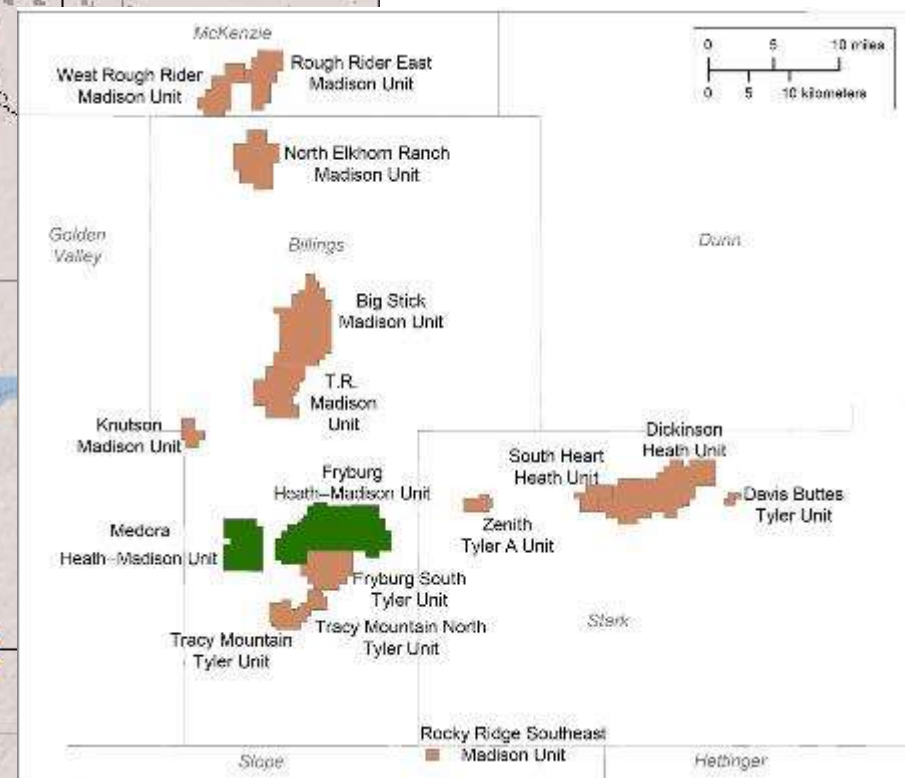 McKenzie
0 5 10 miles
0 5 10 kilometers
West Rough Rider
Madison Unit
Rough Rider East
Madison Unit
North Elkhorn Ranch
Madison Unit
Golden
Valley
Billings
Dunn
Big Stick
Madison Unit
T.R.
Madison
Unit
Knutson
Madison Unit
Dickinson
Heath Unit
South Heart
Heath Unit
Fryburg
Heath–Madison Unit
Davis Buttes
Tyler Unit
Zenith
Tyler A Unit
Medora
Heath–Madison Unit
Fryburg South
Tyler Unit
Tracy Mountain North
Tyler Unit
Tracy Mountain
Tyler Unit
Stark
Rocky Ridge Southeast
Madison Unit
Slope
Hettinger